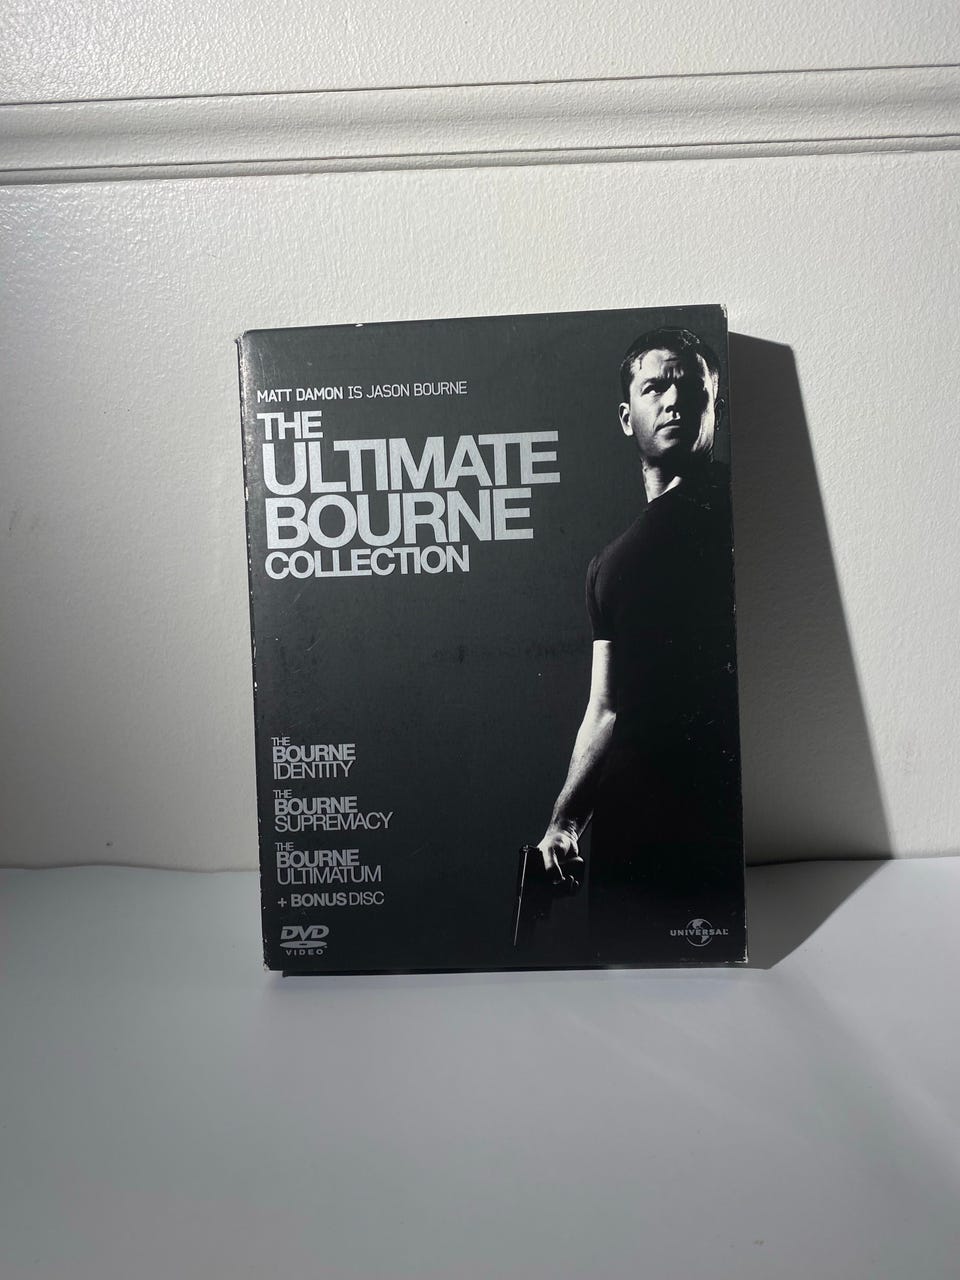 MATT DAMON IS JASON BOURNE
THE
ULTIMATE
BOURNE
COLLECTION
THE
BOURNE
IDENTITY
THE
BOURNE
SUPREMACY
THE
BOURNE
ULTIMATUM
+ BONUS DISC
DVD
VIDEO
UNIVERSAL